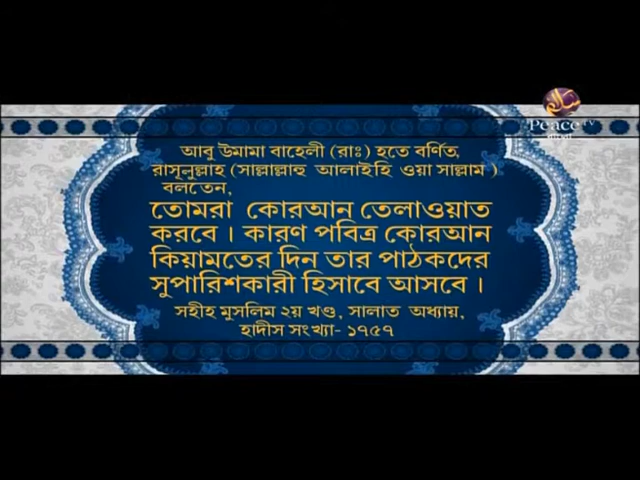 سلام
Peace TV
বাংলা
আবু উমামা বাহেলী (রাঃ) হতে বর্ণিত,
রাসূলুল্লাহ (সাল্লাল্লাহু আলাইহি ওয়া সাল্লাম)
বলতেন,
তোমরা কোরআন তেলাওয়াত
করবে। কারণ পবিত্র কোরআন
কিয়ামতের দিন তার পাঠকদের
সুপারিশকারী হিসাবে আসবে।
সহীহ মুসলিম ২য় খণ্ড, সালাত অধ্যায়,
হাদীস সংখ্যা- ১৭৫৭